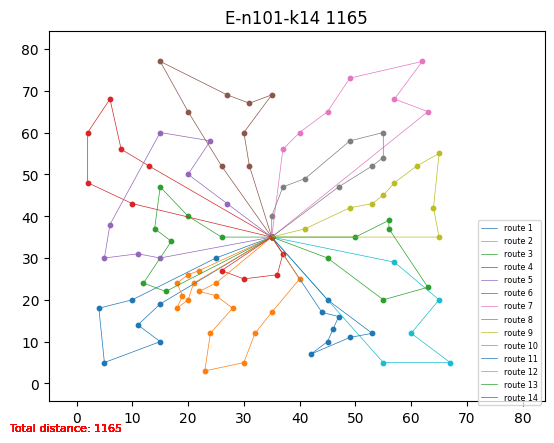 E-n101-k14 1165
80
70
60
50
40
30
20
10
0
0 10 20 30 40 50 60 70 80
route 1
route 2
route 3
route 4
route 5
route 6
route 7
route 8
route 9
route 10
route 11
route 12
route 13
route 14
Total distance: 1165